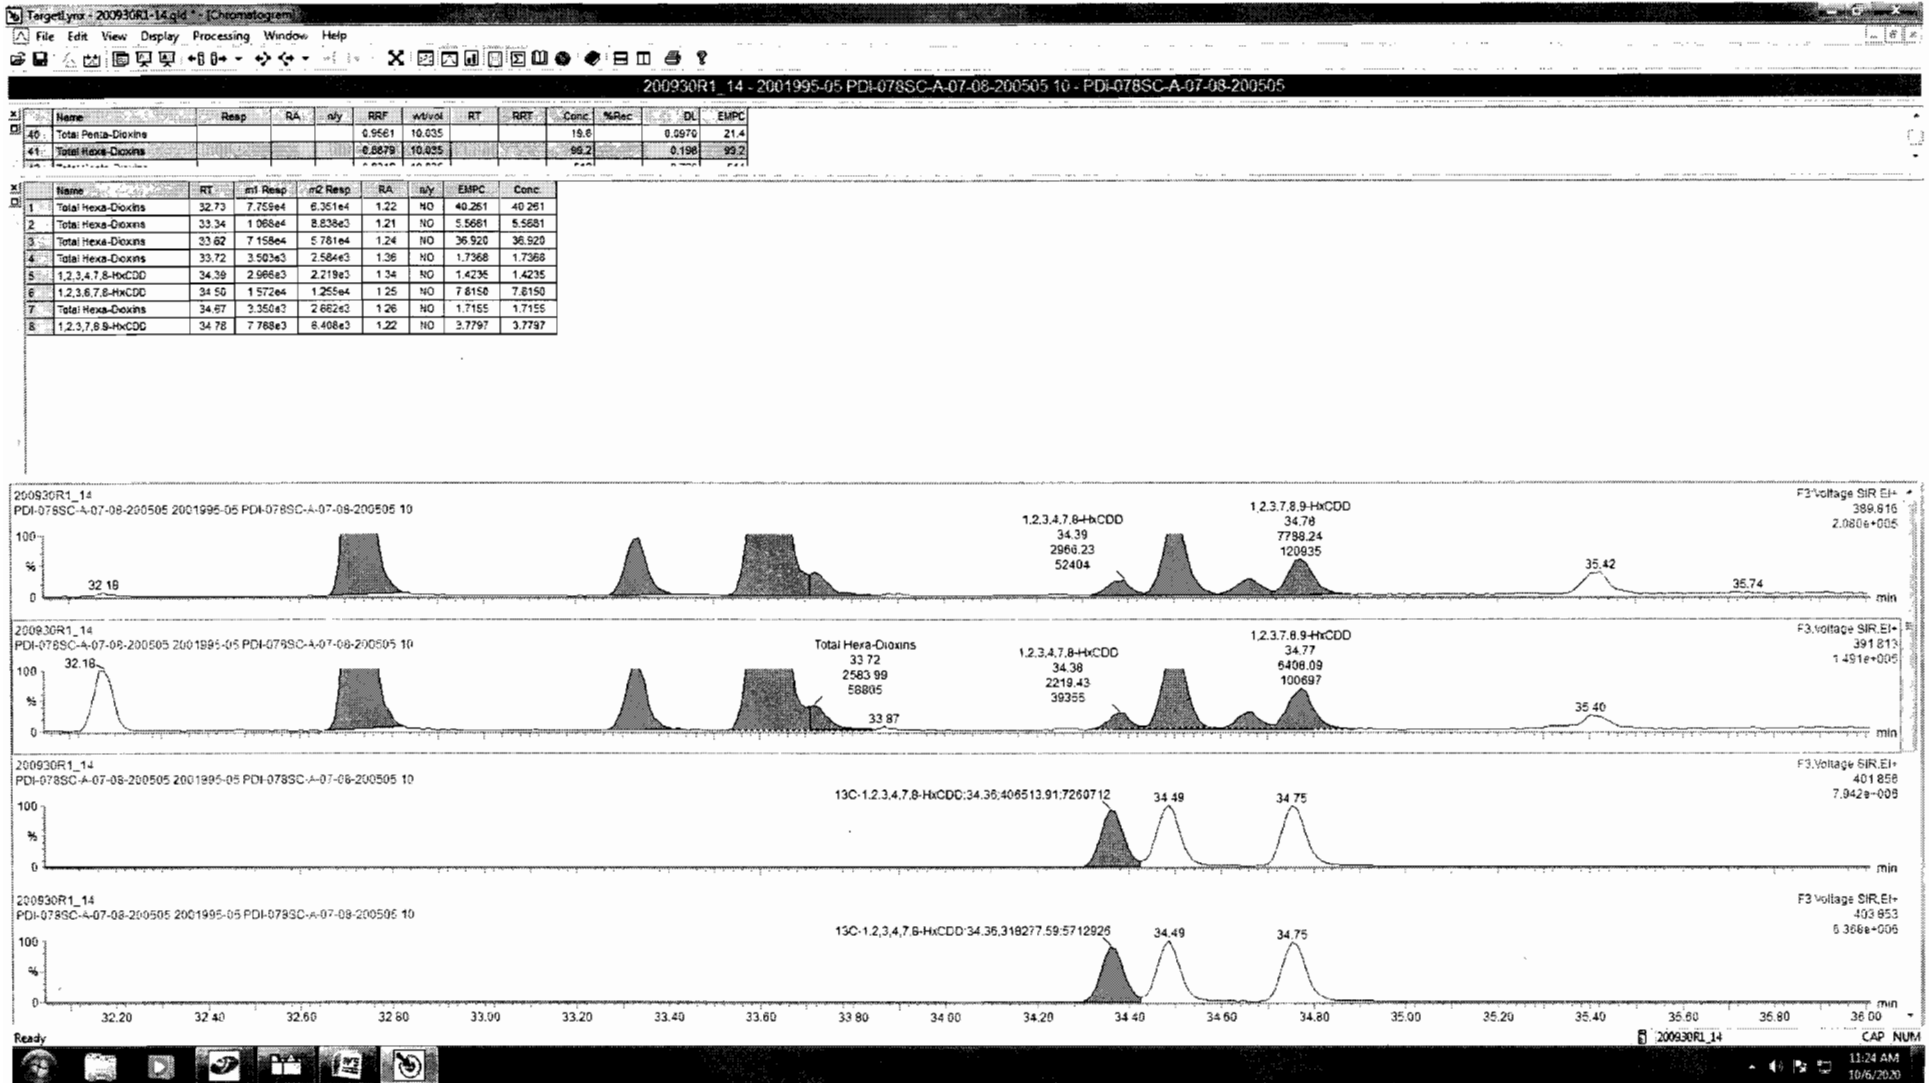 TargetLynx - 200930R1-14.qld * - [Chromatogram]
File Edit View Display Processing Window Help
200930R1_14 - 2001995-05 PDI-078SC-A-07-08-200505 10 - PDI-078SC-A-07-08-200505
Name Resp RA n/y RRF wt/vol RT RRT Conc. %Rec DL EMPC
40 Total Penta-Dioxins 0.9561 10.035 19.6 0.0970 21.4
41 Total Hexa-Dioxins 10.035 99.2 0.198 99.2
Name RT m1 Resp m2 Resp RA n/y EMPC Conc.
1 Total Hexa-Dioxins 32.73 7.759e4 6.351e4 1.22 NO 40.261 40.261
2 Total Hexa-Dioxins 33.34 1.068e4 8.838e3 1.21 NO 5.5681 5.5681
3 Total Hexa-Dioxins 33.62 7.158e4 5.781e4 1.24 NO 36.920 36.920
4 Total Hexa-Dioxins 33.72 3.503e3 2.584e3 1.36 NO 1.7368 1.7368
5 1,2,3,4,7,8-HxCDD 34.39 2.966e3 2.219e3 1.34 NO 1.4235 1.4235
6 1,2,3,6,7,8-HxCDD 34.50 1.572e4 1.255e4 1.25 NO 7.8150 7.8150
7 Total Hexa-Dioxins 34.67 3.350e3 2.662e3 1.26 NO 1.7155 1.7155
8 1,2,3,7,8,9-HxCDD 34.78 7.788e3 6.408e3 1.22 NO 3.7797 3.7797
200930R1_14
PDI-078SC-A-07-08-200505 2001995-05 PDI-078SC-A-07-08-200505 10
F3:Voltage SIR,EI+
389.816
2.080e+005
1,2,3,4,7,8-HxCDD
34.39
2966.23
52404
1,2,3,7,8,9-HxCDD
34.78
7798.24
120935
100
%
0
32.18
35.42
35.74
min
200930R1_14
PDI-078SC-A-07-08-200505 2001995-05 PDI-078SC-A-07-08-200505 10
F3:Voltage SIR,EI+
391.813
1.491e+005
Total Hexa-Dioxins
33.72
2583.99
58805
1,2,3,4,7,8-HxCDD
34.38
2219.43
39355
1,2,3,7,8,9-HxCDD
34.77
6408.09
100697
100
%
0
32.18
33.87
35.40
min
200930R1_14
PDI-078SC-A-07-08-200505 2001995-05 PDI-078SC-A-07-08-200505 10
F3:Voltage SIR,EI+
401.856
7.942e+006
13C-1,2,3,4,7,8-HxCDD;34.36;406513.91;7260712
34.49
34.75
100
%
0
min
200930R1_14
PDI-078SC-A-07-08-200505 2001995-05 PDI-078SC-A-07-08-200505 10
F3:Voltage SIR,EI+
403.853
6.368e+006
13C-1,2,3,4,7,8-HxCDD;34.36;318277.59;5712926
34.49
34.75
100
%
0
min
32.20 32.40 32.60 32.80 33.00 33.20 33.40 33.60 33.80 34.00 34.20 34.40 34.60 34.80 35.00 35.20 35.40 35.60 35.80 36.00
Ready
200930R1_14
CAP NUM
11:24 AM
10/6/2020